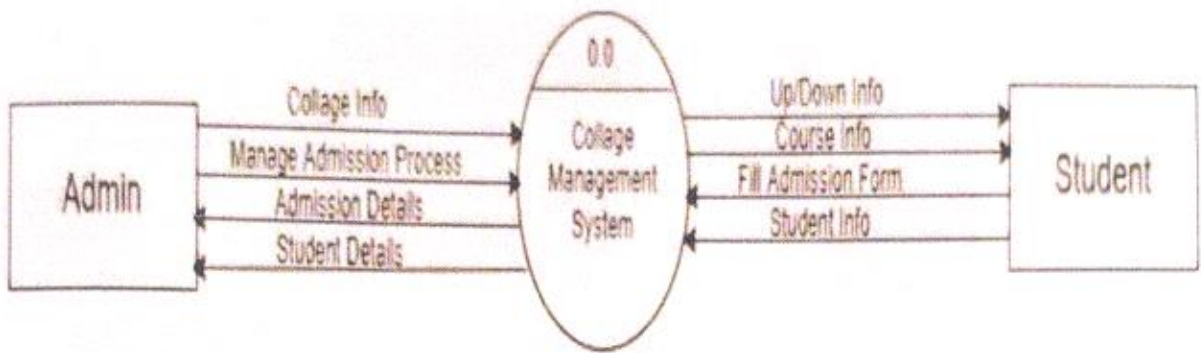 Admin
Collage Info
Manage Admission Process
Admission Details
Student Details
0.0
Collage
Management
System
Up/Down Info
Course Info
Fill Admission Form
Student Info
Student